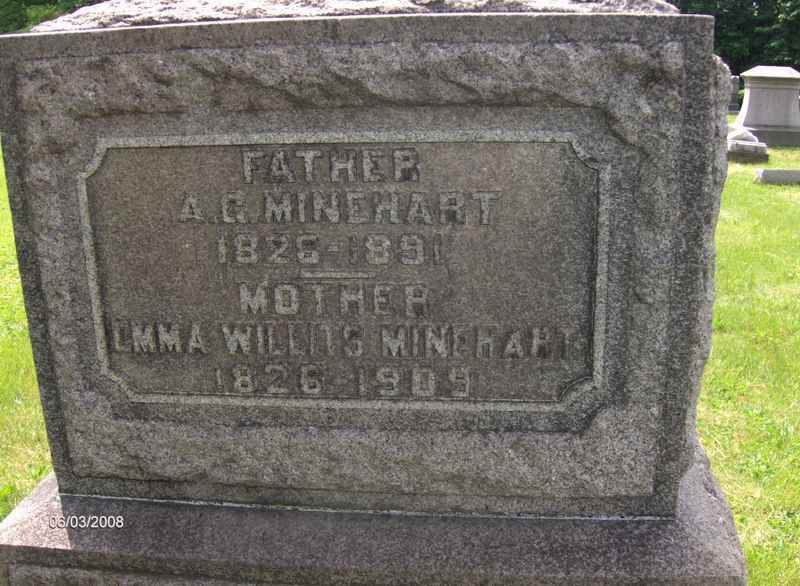 FATHER
A.G. MINEHART
1826-1891
MOTHER
EMMA WILLITS MINEHART
1826-1909
06/03/2008